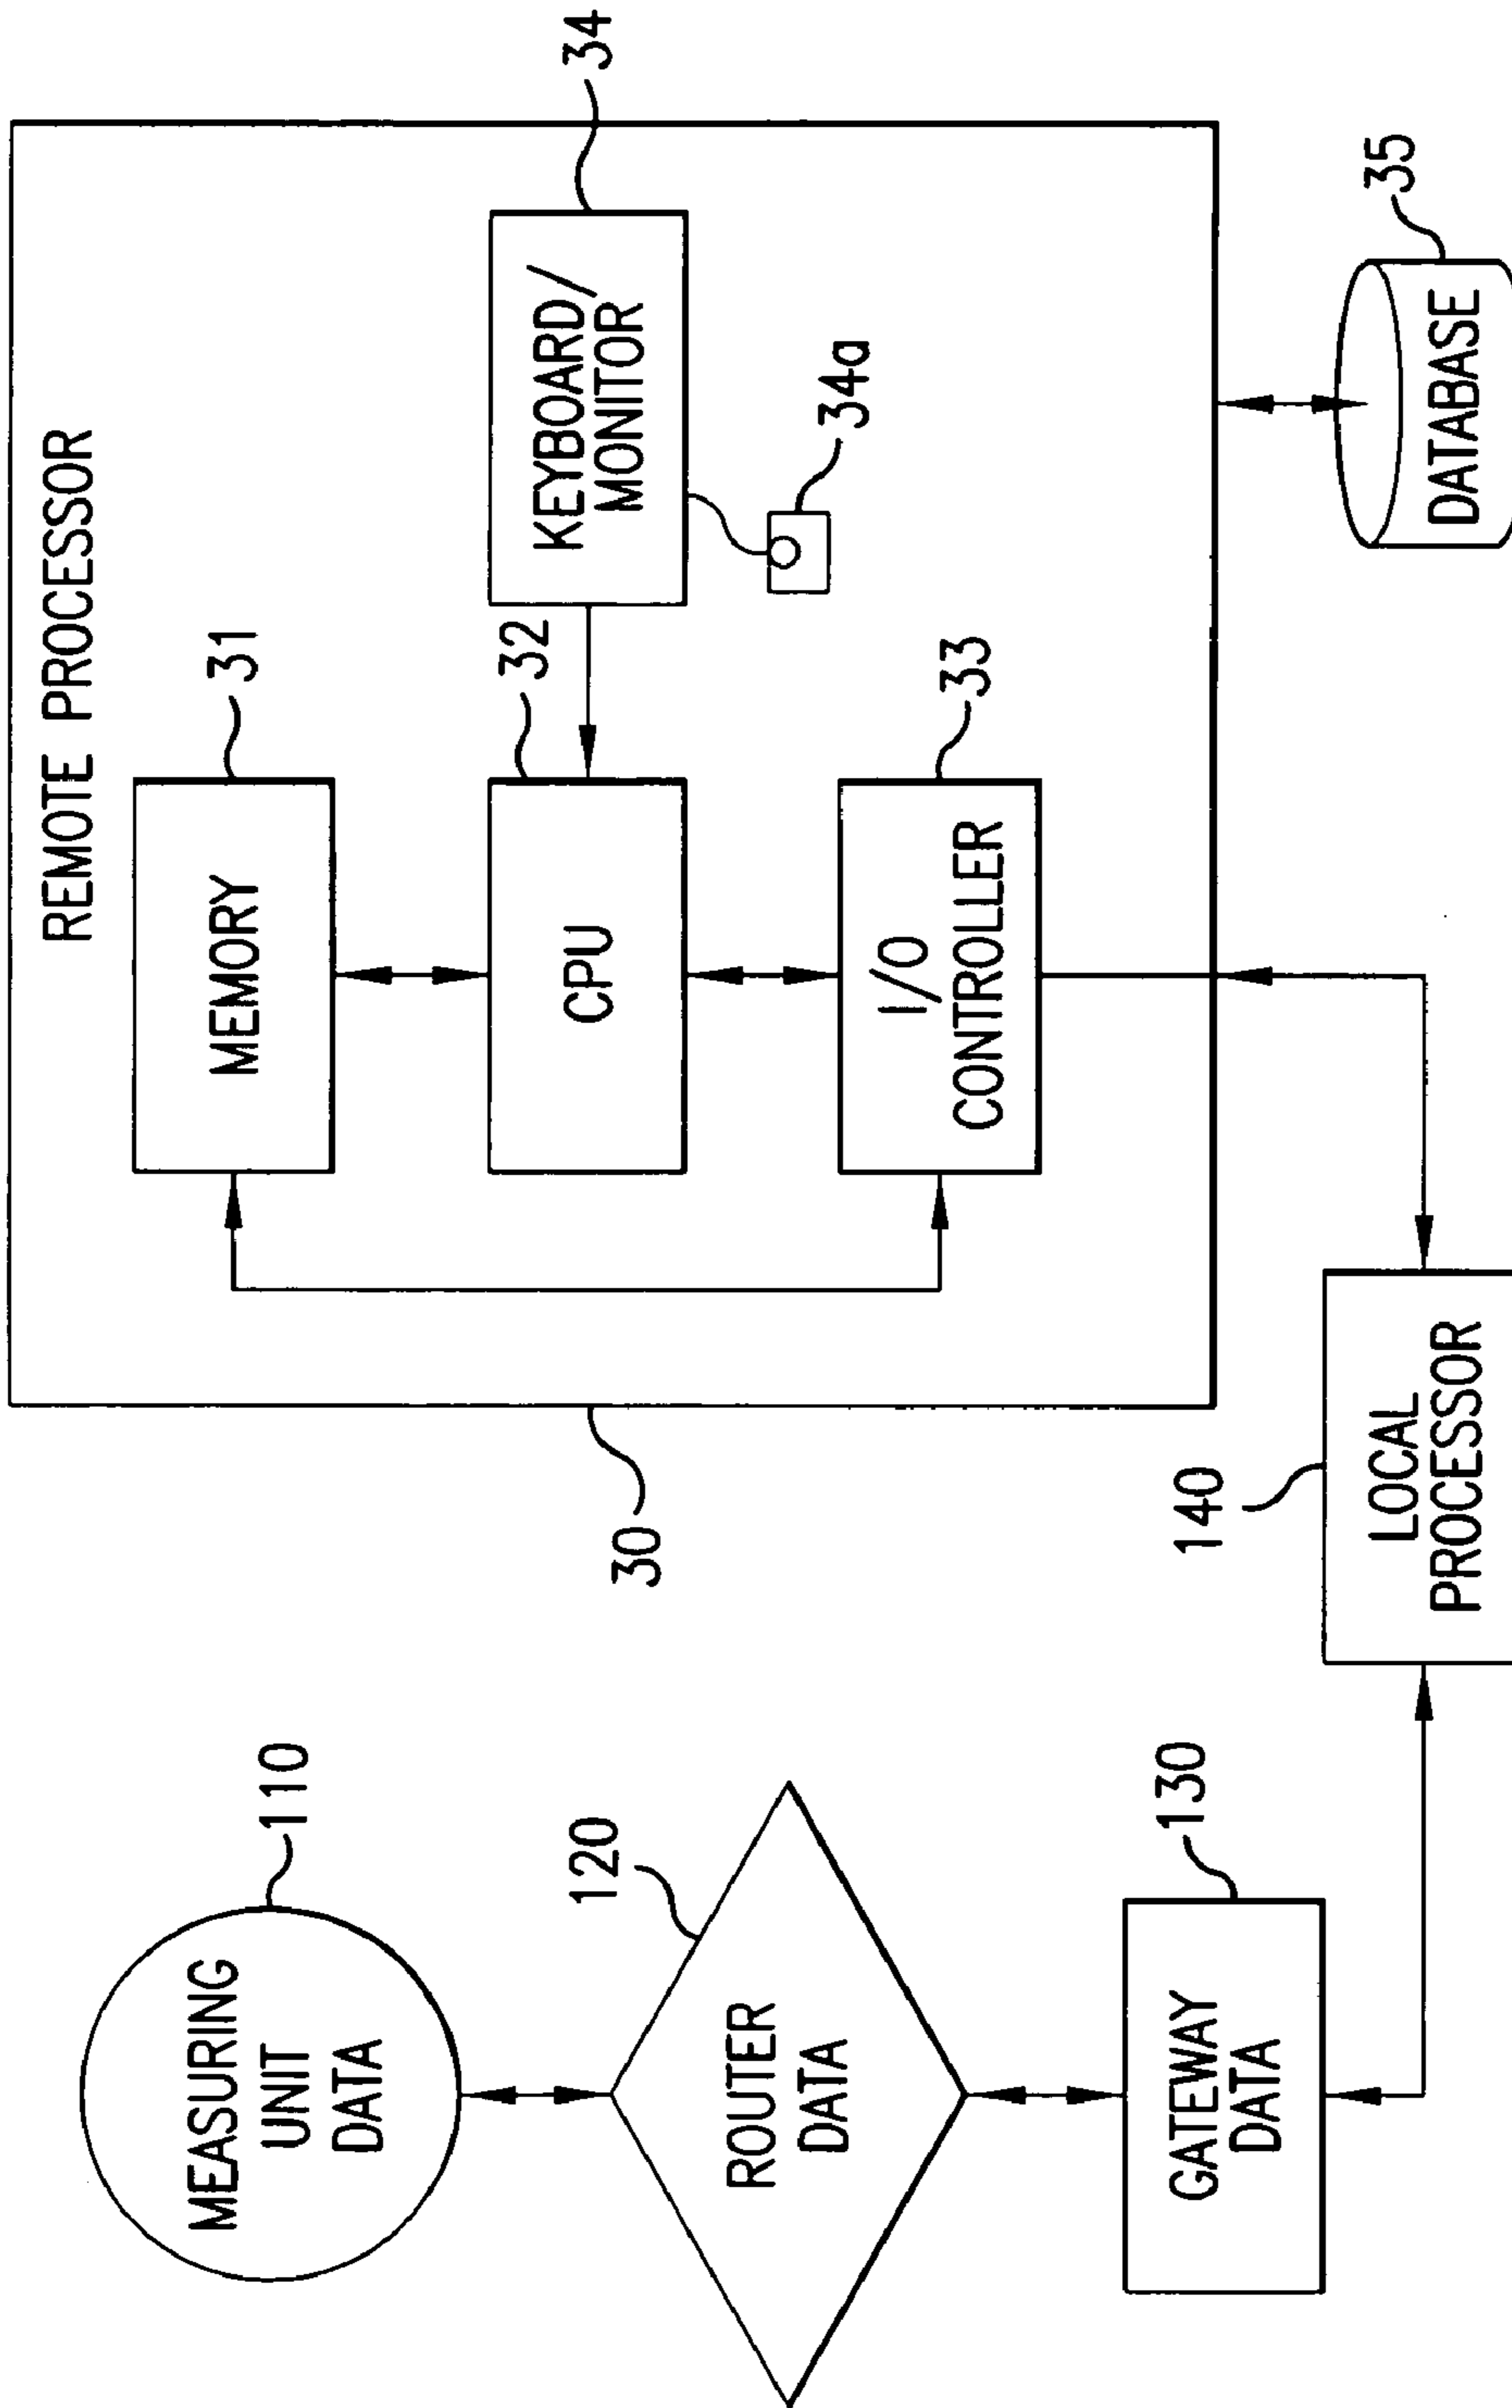 REMOTE PROCESSOR
MEASURING
UNIT
DATA
110
MEMORY
31
ROUTER
DATA
120
30
CPU
32
KEYBOARD/
MONITOR
34
34a
I/O
CONTROLLER
33
GATEWAY
DATA
130
LOCAL
PROCESSOR
140
DATABASE
35